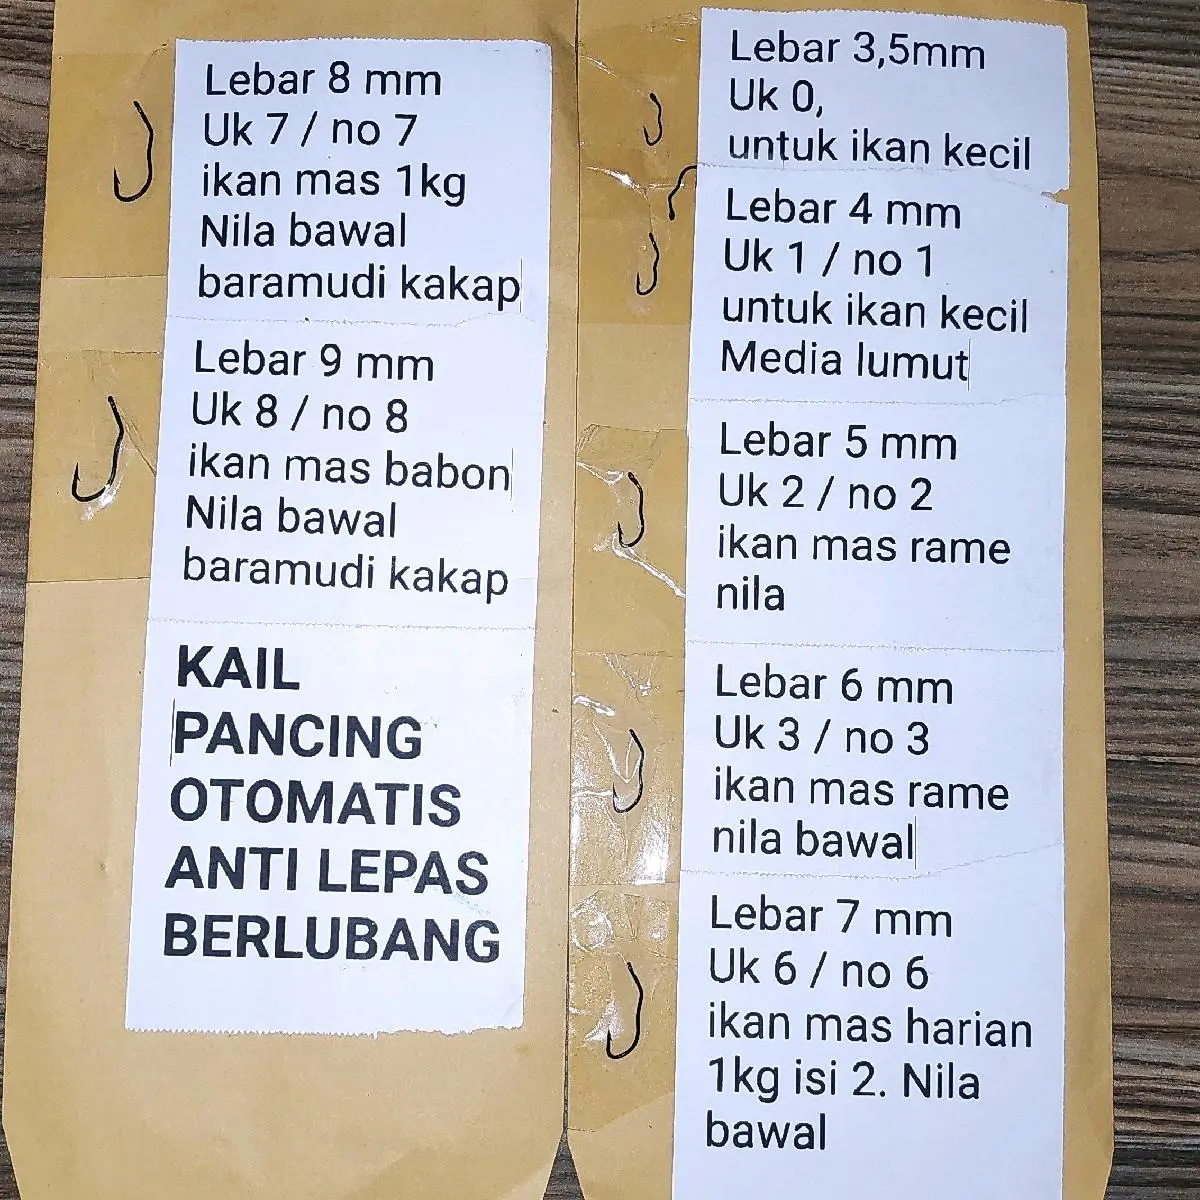 Lebar 8 mm
Uk 7 / no 7
ikan mas 1kg
Nila bawal
baramudi kakap
Lebar 9 mm
Uk 8 / no 8
ikan mas babon
Nila bawal
baramudi kakap
KAIL
PANCING
OTOMATIS
ANTI LEPAS
BERLUBANG
Lebar 3,5mm
Uk 0,
untuk ikan kecil
Lebar 4 mm
Uk 1 / no 1
untuk ikan kecil
Media lumut
Lebar 5 mm
Uk 2 / no 2
ikan mas rame
nila
Lebar 6 mm
Uk 3 / no 3
ikan mas rame
nila bawal
Lebar 7 mm
Uk 6 / no 6
ikan mas harian
1kg isi 2. Nila
bawal